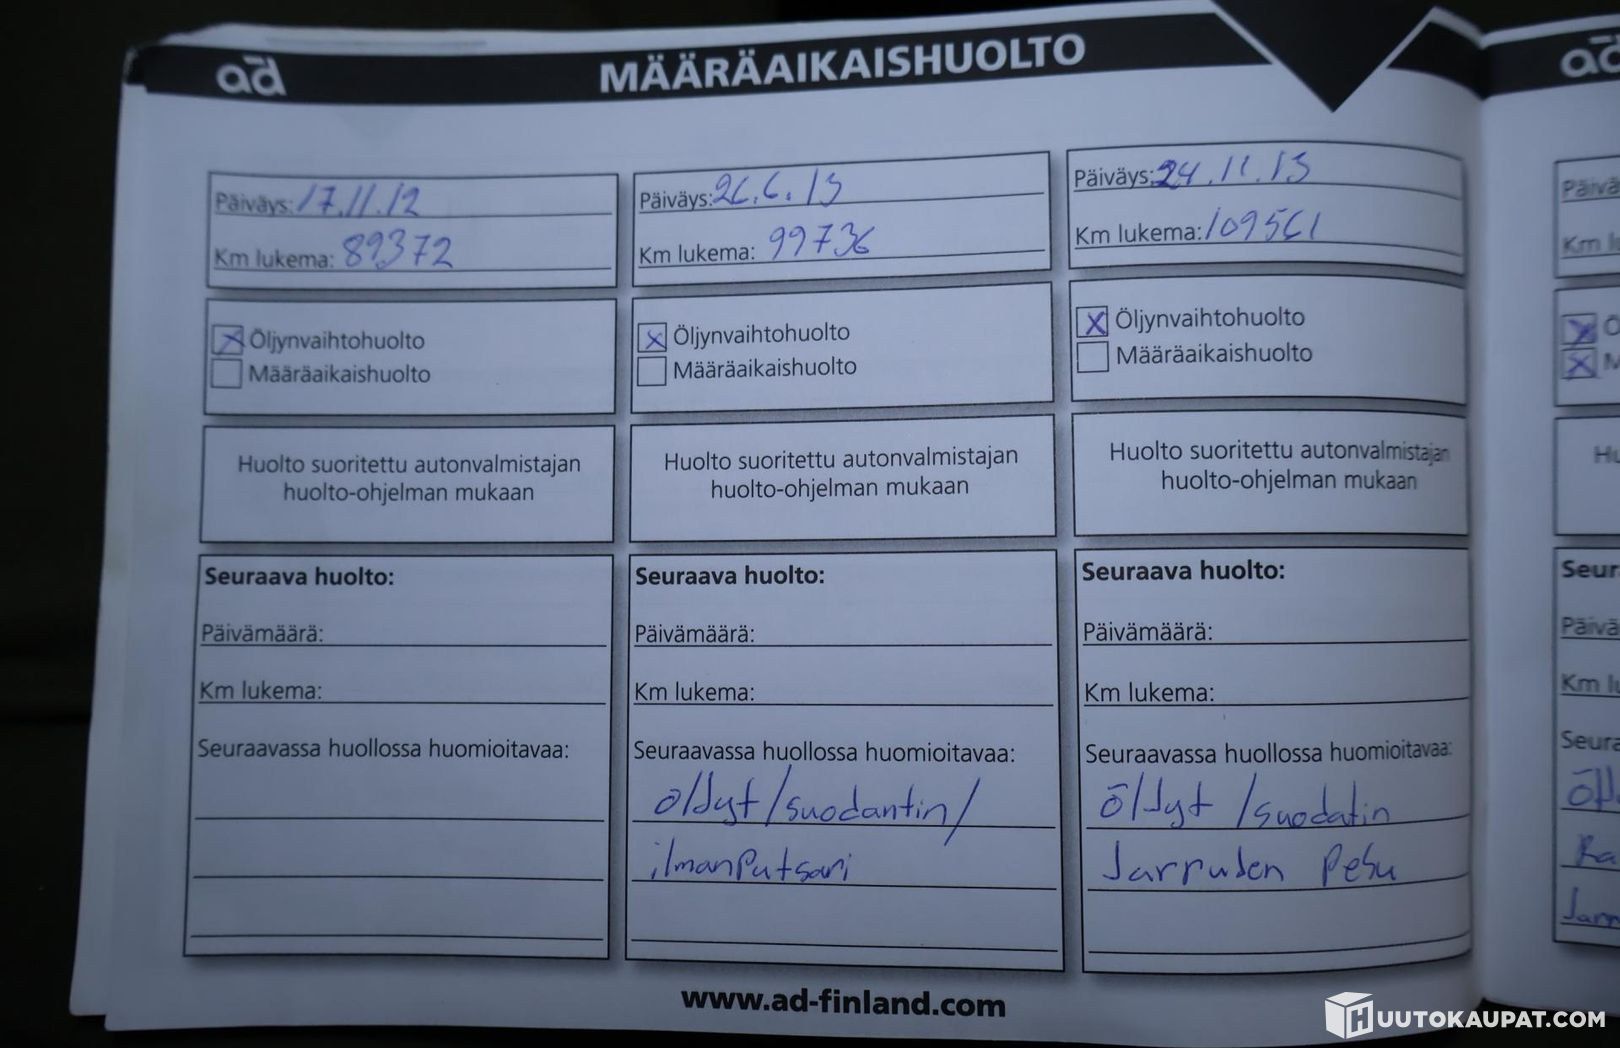 ad
MÄÄRÄAIKAISHUOLTO
ad
Päiväys: 17.11.12
Km lukema: 89372
Öljynvaihtohuolto
Määräaikaishuolto
Huolto suoritettu autonvalmistajan
huolto-ohjelman mukaan
Seuraava huolto:
Päivämäärä:
Km lukema:
Seuraavassa huollossa huomioitavaa:
Päiväys: 26.6.13
Km lukema: 99736
Öljynvaihtohuolto
Määräaikaishuolto
Huolto suoritettu autonvalmistajan
huolto-ohjelman mukaan
Seuraava huolto:
Päivämäärä:
Km lukema:
Seuraavassa huollossa huomioitavaa:
öljyt/suodantin/
ilmanputsari
Päiväys: 24.11.13
Km lukema: 109561
Öljynvaihtohuolto
Määräaikaishuolto
Huolto suoritettu autonvalmistajan
huolto-ohjelman mukaan
Seuraava huolto:
Päivämäärä:
Km lukema:
Seuraavassa huollossa huomioitavaa:
öljyt /suodatin
Jarrujen pesu
www.ad-finland.com
HUUTOKAUPAT.COM